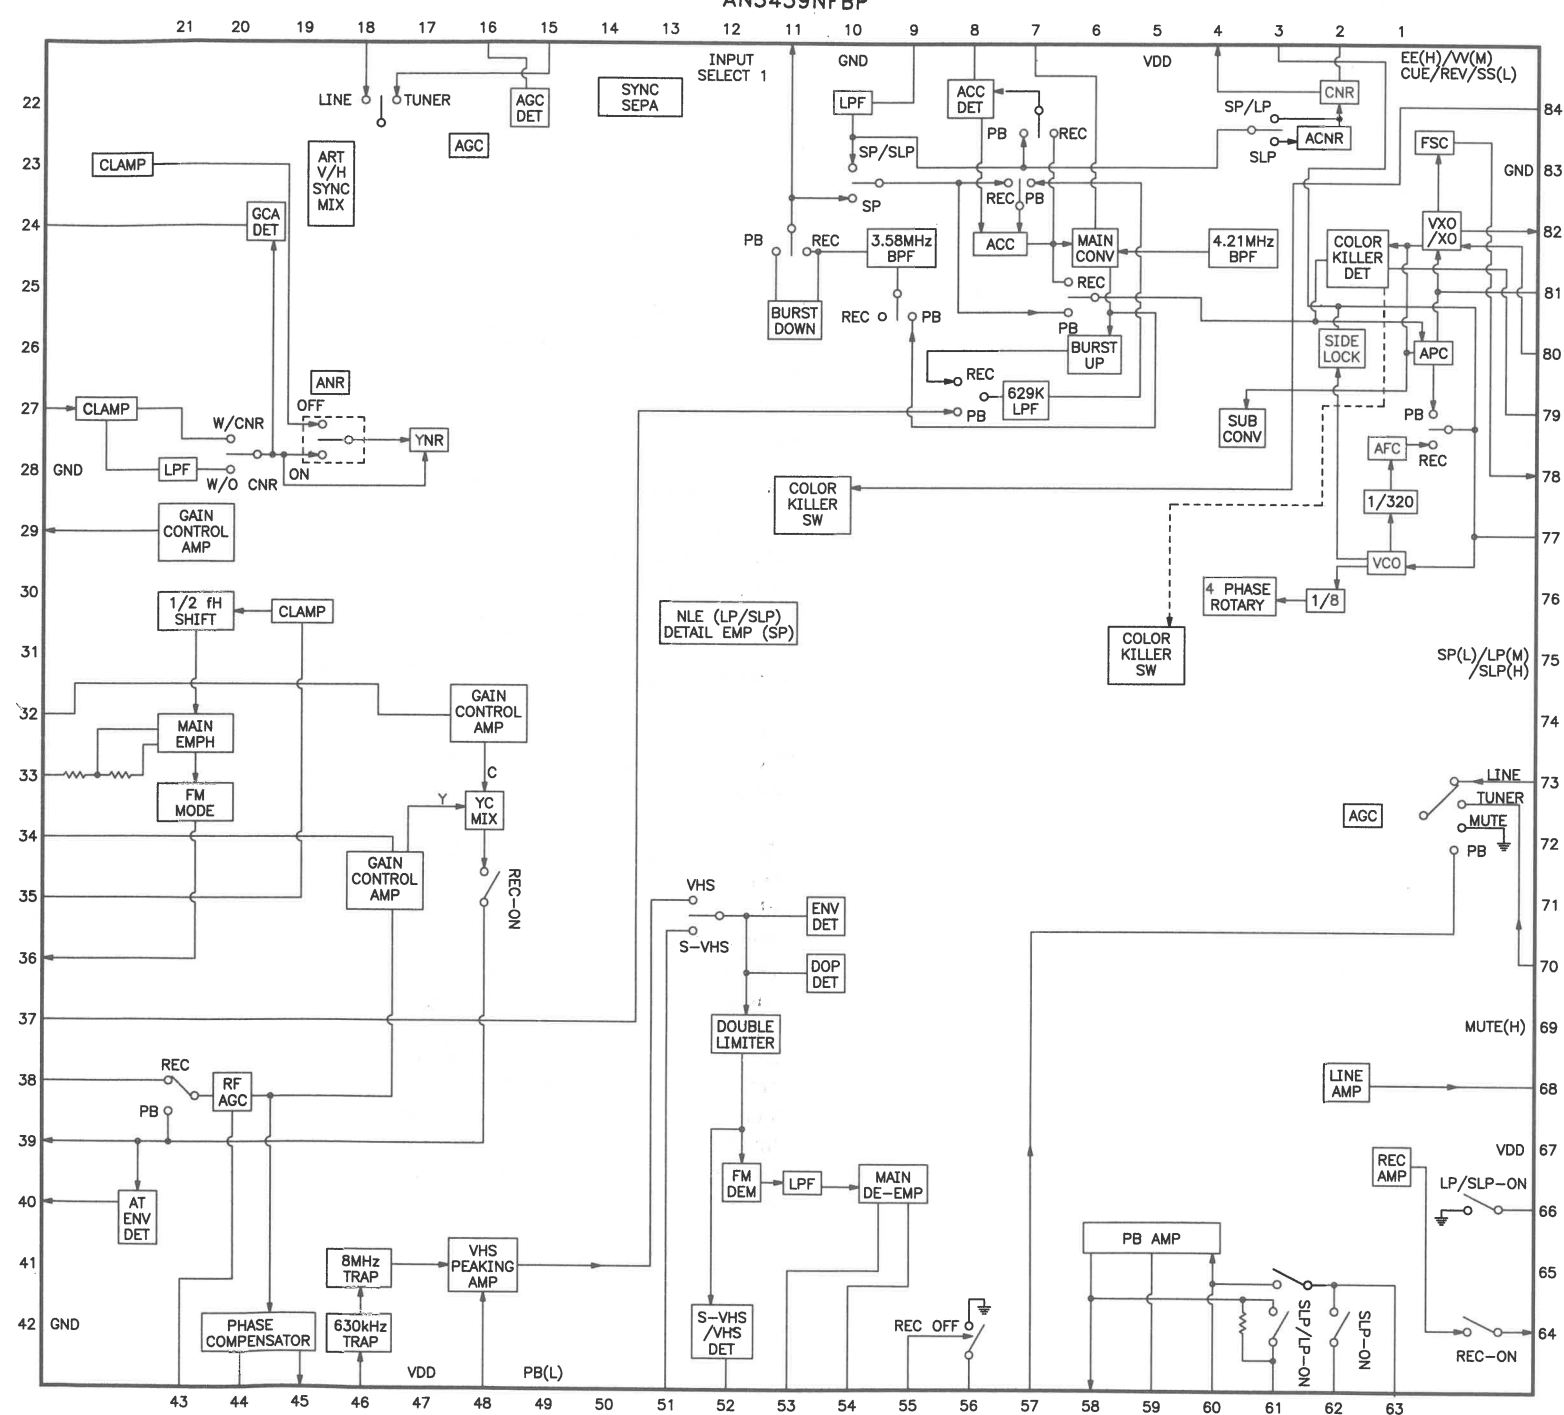 AN3459NFBP
21 20 19 18 17 16 15 14 13 12 11 10 9 8 7 6 5 4 3 2 1
INPUT
SELECT 1
GND
VDD
EE(H)/VV(M)
CUE/REV/SS(L)
22
LINE
TUNER
AGC
DET
SYNC
SEPA
LPF
ACC
DET
PB
REC
SP/LP
SLP
CNR
ACNR
84
AGC
23
CLAMP
ART
V/H
SYNC
MIX
SP/SLP
SP
REC
PB
FSC
GND
83
24
GCA
DET
PB
REC
3.58MHz
BPF
ACC
MAIN
CONV
4.21MHz
BPF
COLOR
KILLER
DET
VXO
/XO
82
25
BURST
DOWN
REC
PB
REC
PB
81
26
BURST
UP
SIDE
LOCK
APC
80
ANR
OFF
REC
PB
629K
LPF
27
CLAMP
W/CNR
YNR
SUB
CONV
PB
REC
79
28
GND
LPF
W/O CNR
ON
AFC
78
COLOR
KILLER
SW
1/320
29
GAIN
CONTROL
AMP
77
VCO
30
1/2 fH
SHIFT
CLAMP
NLE (LP/SLP)
DETAIL EMP (SP)
4 PHASE
ROTARY
1/8
76
31
COLOR
KILLER
SW
SP(L)/LP(M)
/SLP(H)
75
32
MAIN
EMPH
GAIN
CONTROL
AMP
74
33
C
FM
MODE
Y
YC
MIX
LINE
TUNER
MUTE
PB
73
AGC
34
GAIN
CONTROL
AMP
REC-ON
72
35
VHS
S-VHS
ENV
DET
71
36
DOP
DET
70
37
DOUBLE
LIMITER
MUTE(H)
69
38
REC
PB
RF
AGC
LINE
AMP
68
39
FM
DEM
LPF
MAIN
DE-EMP
REC
AMP
VDD
67
40
AT
ENV
DET
LP/SLP-ON
66
41
8MHz
TRAP
VHS
PEAKING
AMP
PB AMP
65
42
GND
PHASE
COMPENSATOR
630kHz
TRAP
S-VHS
/VHS
DET
REC OFF
SLP/LP-ON
SLP-ON
64
REC-ON
VDD
PB(L)
43 44 45 46 47 48 49 50 51 52 53 54 55 56 57 58 59 60 61 62 63